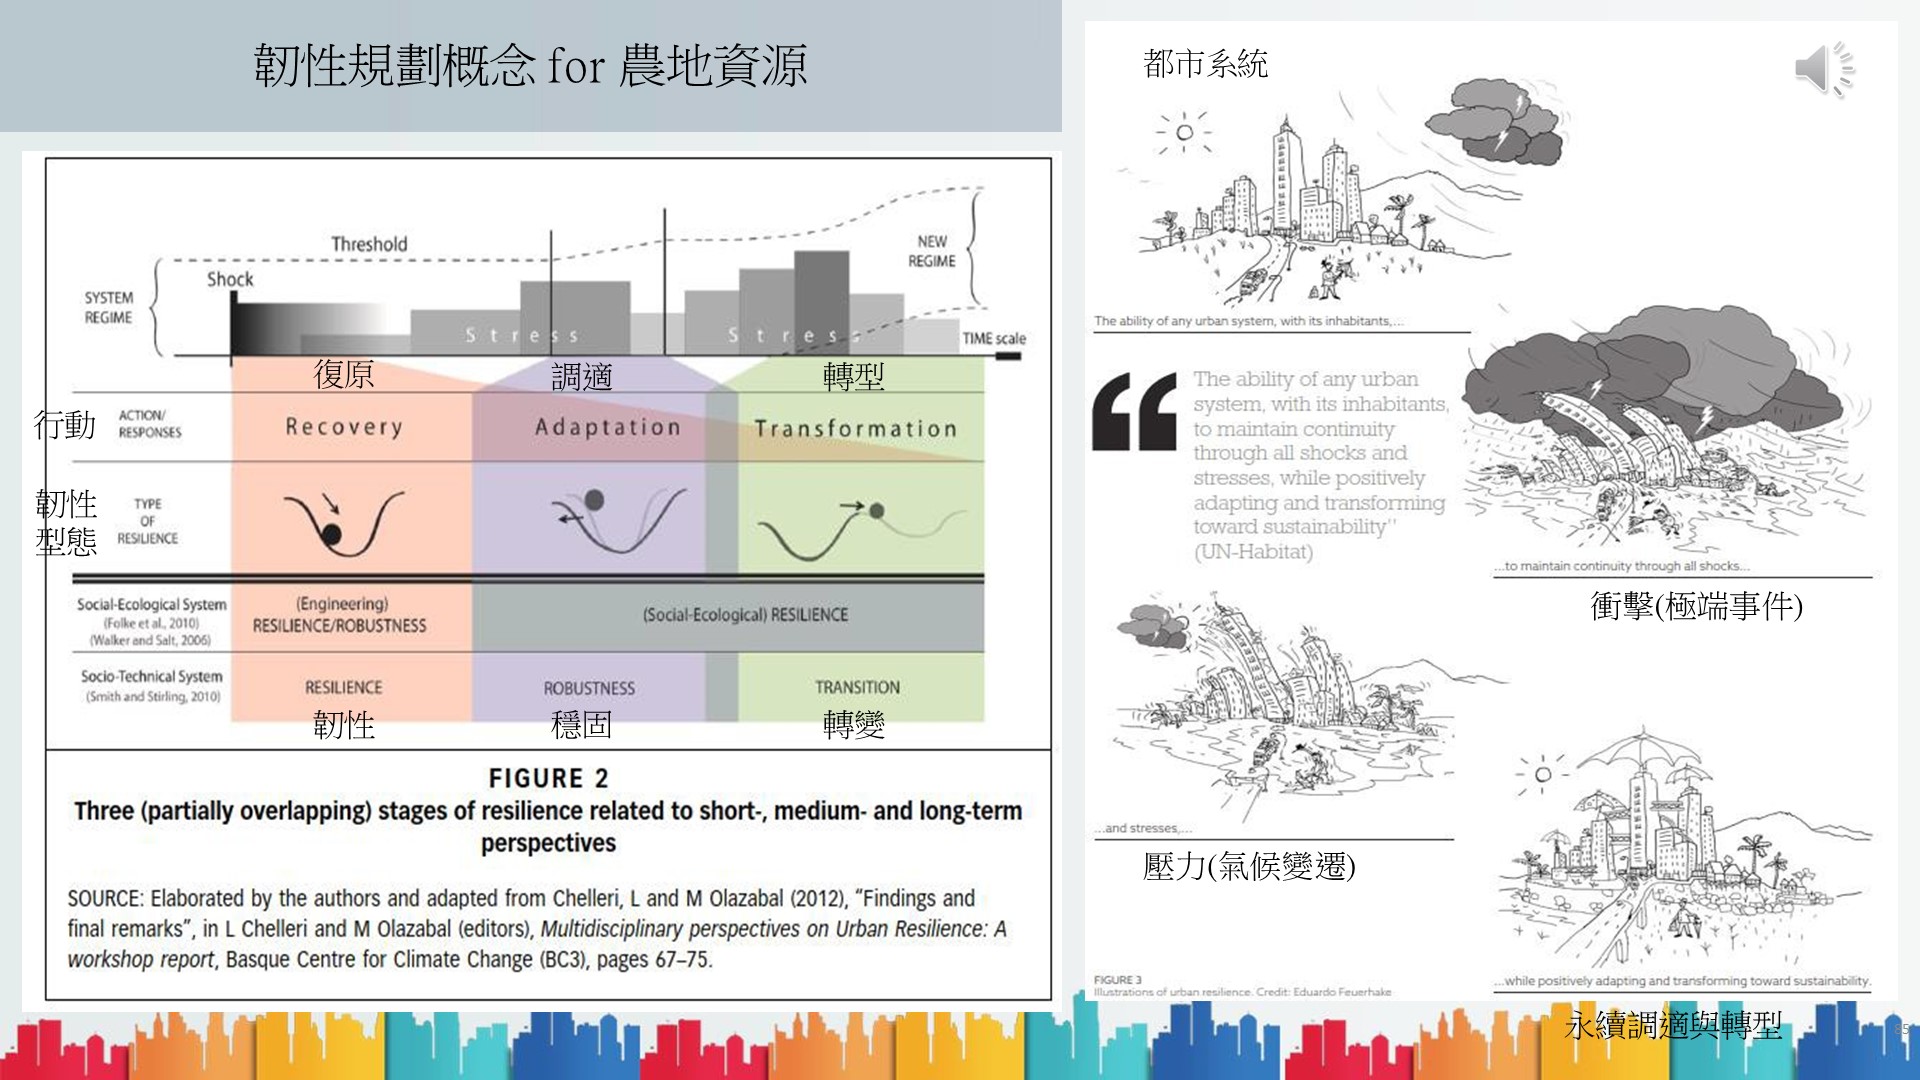 韌性規劃概念 for 農地資源
Threshold
Shock
SYSTEM
REGIME
NEW
REGIME
Stress
Stress
TIME scale
復原
調適
轉型
行動
ACTION/
RESPONSES
Recovery
Adaptation
Transformation
韌性
型態
TYPE
OF
RESILIENCE
Social-Ecological System
(Folke et al., 2010)
(Walker and Salt, 2006)
(Engineering)
RESILIENCE/ROBUSTNESS
(Social-Ecological) RESILIENCE
Socio-Technical System
(Smith and Stirling, 2010)
RESILIENCE
ROBUSTNESS
TRANSITION
韌性
穩固
轉變
FIGURE 2
Three (partially overlapping) stages of resilience related to short-, medium- and long-term
perspectives
SOURCE: Elaborated by the authors and adapted from Chelleri, L and M Olazabal (2012), “Findings and
final remarks”, in L Chelleri and M Olazabal (editors), Multidisciplinary perspectives on Urban Resilience: A
workshop report, Basque Centre for Climate Change (BC3), pages 67–75.
都市系統
The ability of any urban system, with its inhabitants,...
“
The ability of any urban
system, with its inhabitants,
to maintain continuity
through all shocks and
stresses, while positively
adapting and transforming
toward sustainability''
(UN-Habitat)
...to maintain continuity through all shocks...
衝擊(極端事件)
...and stresses,...
壓力(氣候變遷)
FIGURE 3
Illustrations of urban resilience. Credit: Eduardo Feuerhake
...while positively adapting and transforming toward sustainability.
永續調適與轉型